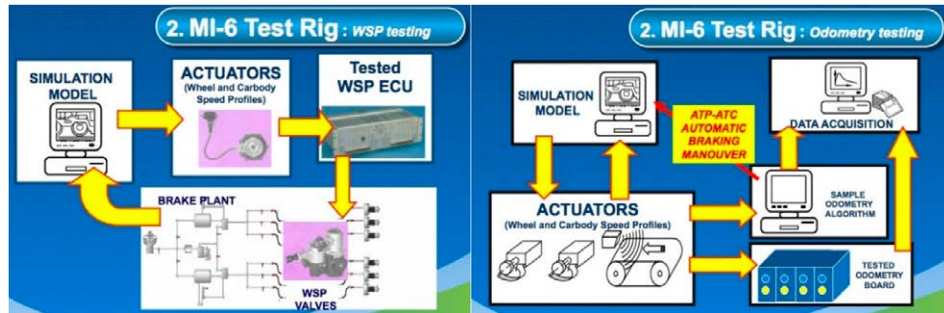 2. MI-6 Test Rig : WSP testing
SIMULATION
MODEL
ACTUATORS
(Wheel and Carbody
Speed Profiles)
Tested
WSP ECU
BRAKE PLANT
WSP
VALVES
2. MI-6 Test Rig : Odometry testing
SIMULATION
MODEL
ATP-ATC
AUTOMATIC
BRAKING
MANOUVER
DATA ACQUISITION
ACTUATORS
(Wheel and Carbody Speed Profiles)
SAMPLE
ODOMETRY
ALGORITHM
TESTED
ODOMETRY
BOARD